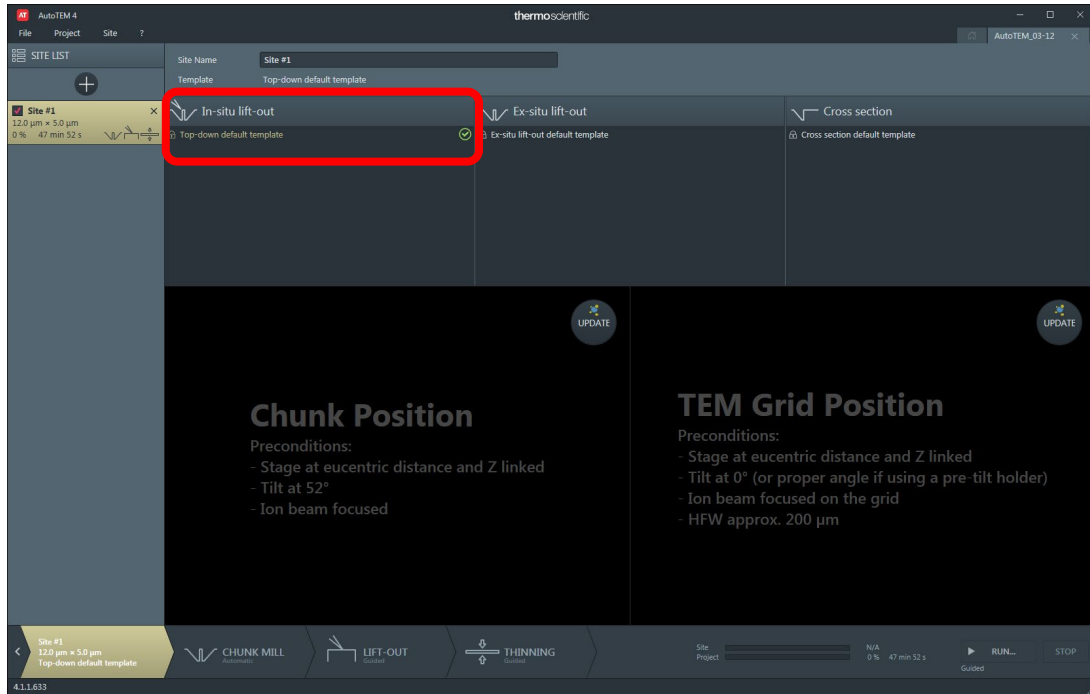 AT AutoTEM 4
thermoscientific
File Project Site ?
AutoTEM_03-12
SITE LIST
Site Name Site #1
Template Top-down default template
Site #1
12.0 µm × 5.0 µm
0 % 47 min 52 s
In-situ lift-out
Top-down default template
Ex-situ lift-out
Ex-situ lift-out default template
Cross section
Cross section default template
UPDATE
Chunk Position
Preconditions:
- Stage at eucentric distance and Z linked
- Tilt at 52°
- Ion beam focused
UPDATE
TEM Grid Position
Preconditions:
- Stage at eucentric distance and Z linked
- Tilt at 0° (or proper angle if using a pre-tilt holder)
- Ion beam focused on the grid
- HFW approx. 200 µm
Site #1
12.0 µm × 5.0 µm
Top-down default template
CHUNK MILL
Automatic
LIFT-OUT
Guided
THINNING
Guided
Site N/A
Project 0 % 47 min 52 s
RUN...
Guided
STOP
4.1.1.633